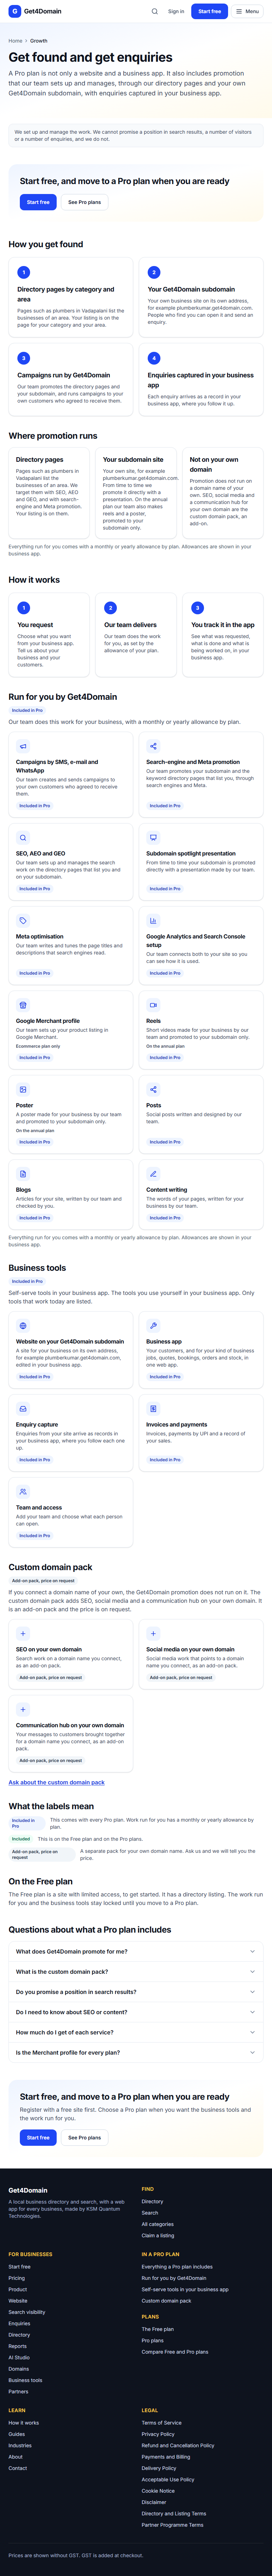 G Get4Domain
Sign in
Start free
Menu
Home › Growth
Get found and get enquiries
A Pro plan is not only a website and a business app. It also includes promotion
that our team sets up and manages, through our directory pages and your own
Get4Domain subdomain, with enquiries captured in your business app.
We set up and manage the work. We cannot promise a position in search results, a number of visitors
or a number of enquiries, and we do not.
Start free, and move to a Pro plan when you are ready
Start free
See Pro plans
How you get found
1
Directory pages by category and
area
Pages such as plumbers in Vadapalani list the
businesses of an area. Your listing is on the
page for your category and your area.
2
Your Get4Domain subdomain
Your own business site on its own address,
for example plumberkumar.get4domain.com.
People who find you can open it and send an
enquiry.
3
Campaigns run by Get4Domain
Our team promotes the directory pages and
your subdomain, and runs campaigns to your
own customers who agreed to receive them.
4
Enquiries captured in your business
app
Each enquiry arrives as a record in your
business app, where you follow it up.
Where promotion runs
Directory pages
Pages such as plumbers in
Vadapalani list the
businesses of an area. We
target them with SEO, AEO
and GEO, and with search-
engine and Meta promotion.
Your listing is on them.
Your subdomain site
Your own site, for example
plumberkumar.get4domain.com.
From time to time we
promote it directly with a
presentation. On the annual
plan our team also makes
reels and a poster,
promoted to your
subdomain only.
Not on your own
domain
Promotion does not run on
a domain name of your
own. SEO, social media and
a communication hub for
your own domain are the
custom domain pack, an
add-on.
Everything run for you comes with a monthly or yearly allowance by plan. Allowances are shown in your
business app.
How it works
1
You request
Choose what you want
from your business app.
Tell us about your
business and your
customers.
2
Our team delivers
Our team does the work
for you, as set by the
allowance of your plan.
3
You track it in the app
See what was requested,
what is done and what is
being worked on, in your
business app.
Run for you by Get4Domain
Included in Pro
Our team does this work for your business, with a monthly or yearly allowance by plan.
Campaigns by SMS, e-mail and
WhatsApp
Our team creates and sends campaigns to
your own customers who agreed to receive
them.
Included in Pro
Search-engine and Meta promotion
Our team promotes your subdomain and the
keyword directory pages that list you, through
search engines and Meta.
Included in Pro
SEO, AEO and GEO
Our team sets up and manages the search
work on the directory pages that list you and
on your subdomain.
Included in Pro
Subdomain spotlight presentation
From time to time your subdomain is promoted
directly with a presentation made by our team.
Included in Pro
Meta optimisation
Our team writes and tunes the page titles and
descriptions that search engines read.
Included in Pro
Google Analytics and Search Console
setup
Our team connects both to your site so you
can see how it is used.
Included in Pro
Google Merchant profile
Our team sets up your product listing in
Google Merchant.
Ecommerce plan only
Included in Pro
Reels
Short videos made for your business by our
team and promoted to your subdomain only.
On the annual plan
Included in Pro
Poster
A poster made for your business by our team
and promoted to your subdomain only.
On the annual plan
Included in Pro
Posts
Social posts written and designed by our
team.
Included in Pro
Blogs
Articles for your site, written by our team and
checked by you.
Included in Pro
Content writing
The words of your pages, written for your
business by our team.
Included in Pro
Everything run for you comes with a monthly or yearly allowance by plan. Allowances are shown in your
business app.
Business tools
Included in Pro
Self-serve tools in your business app. The tools you use yourself in your business app. Only
tools that work today are listed.
Website on your Get4Domain subdomain
A site for your business on its own address,
for example plumberkumar.get4domain.com,
edited in your business app.
Included in Pro
Business app
Your customers, and for your kind of business
jobs, quotes, bookings, orders and stock, in
one web app.
Included in Pro
Enquiry capture
Enquiries from your site arrive as records in
your business app, where you follow each one
up.
Included in Pro
Invoices and payments
Invoices, payments by UPI and a record of
your sales.
Included in Pro
Team and access
Add your team and choose what each person
can open.
Included in Pro
Custom domain pack
Add-on pack, price on request
If you connect a domain name of your own, the Get4Domain promotion does not run on it. The
custom domain pack adds SEO, social media and a communication hub on your own domain. It
is an add-on pack and the price is on request.
SEO on your own domain
Search work on a domain name you connect,
as an add-on pack.
Add-on pack, price on request
Social media on your own domain
Social media work that points to a domain
name you connect, as an add-on pack.
Add-on pack, price on request
Communication hub on your own domain
Your messages to customers brought together
for a domain name you connect, as an add-on
pack.
Add-on pack, price on request
Ask about the custom domain pack
What the labels mean
Included in
Pro
This comes with every Pro plan. Work run for you has a monthly or yearly allowance by
plan.
Included
This is on the Free plan and on the Pro plans.
Add-on pack, price on
request
A separate pack for your own domain name. Ask us and we will tell you the
price.
On the Free plan
The Free plan is a site with limited access, to get started. It has a directory listing. The work run
for you and the business tools stay locked until you move to a Pro plan.
Questions about what a Pro plan includes
What does Get4Domain promote for me?
What is the custom domain pack?
Do you promise a position in search results?
Do I need to know about SEO or content?
How much do I get of each service?
Is the Merchant profile for every plan?
Start free, and move to a Pro plan when you are ready
Register with a free site first. Choose a Pro plan when you want the business tools and
the work run for you.
Start free
See Pro plans
Get4Domain
A local business directory and search, with a web
app for every business, made by KSM Quantum
Technologies.
FIND
Directory
Search
All categories
Claim a listing
FOR BUSINESSES
Start free
Pricing
Product
Website
Search visibility
Enquiries
Directory
Reports
AI Studio
Domains
Business tools
Partners
IN A PRO PLAN
Everything a Pro plan includes
Run for you by Get4Domain
Self-serve tools in your business app
Custom domain pack
PLANS
The Free plan
Pro plans
Compare Free and Pro plans
LEARN
How it works
Guides
Industries
About
Contact
LEGAL
Terms of Service
Privacy Policy
Refund and Cancellation Policy
Payments and Billing
Delivery Policy
Acceptable Use Policy
Cookie Notice
Disclaimer
Directory and Listing Terms
Partner Programme Terms
Prices are shown without GST. GST is added at checkout.